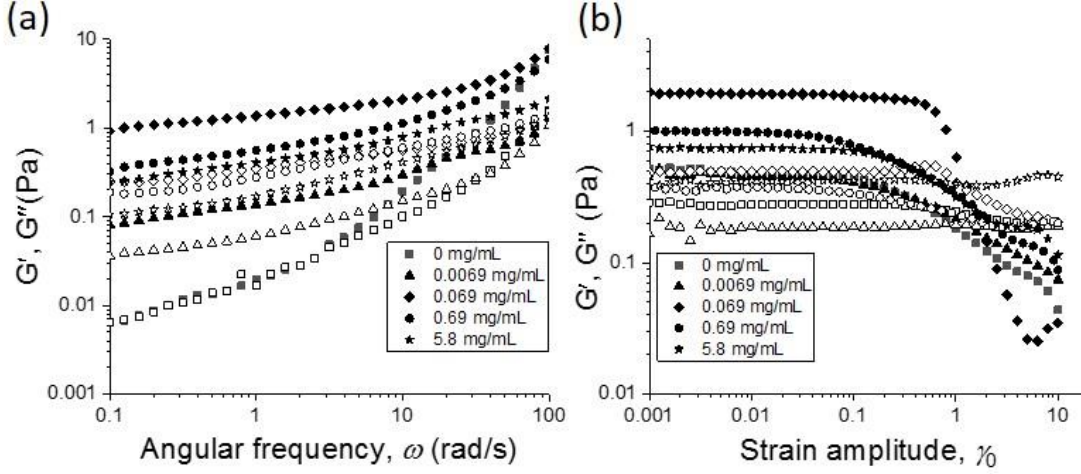 (a)
10
1
0.1
0.01
0.001
G′, G″(Pa)
0 mg/mL
0.0069 mg/mL
0.069 mg/mL
0.69 mg/mL
5.8 mg/mL
0.1
1
10
100
Angular frequency, ω (rad/s)
(b)
1
0.1
0.01
G′, G″ (Pa)
0 mg/mL
0.0069 mg/mL
0.069 mg/mL
0.69 mg/mL
5.8 mg/mL
0.001
0.01
0.1
1
10
Strain amplitude, γ₀